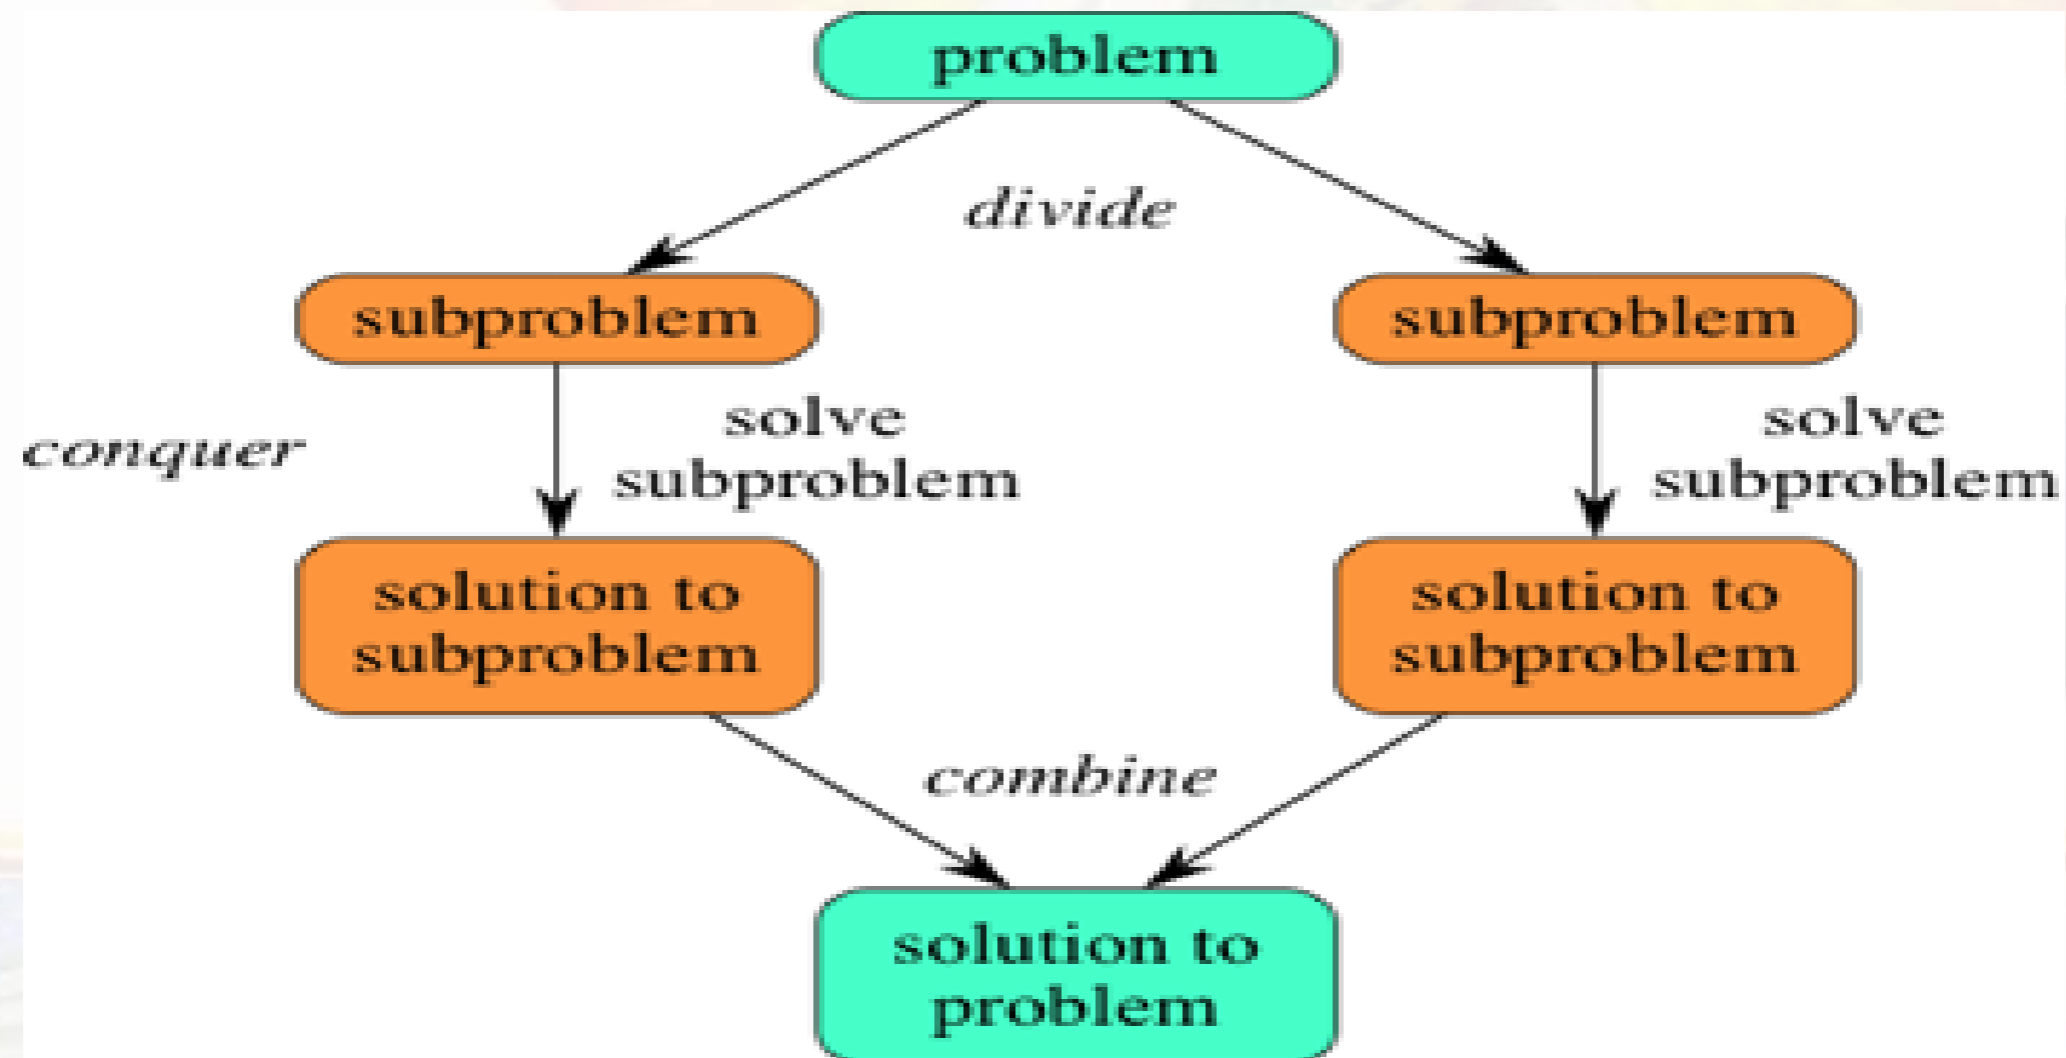 problem
divide
subproblem
subproblem
conquer
solve
subproblem
solve
subproblem
solution to
subproblem
solution to
subproblem
combine
solution to
problem